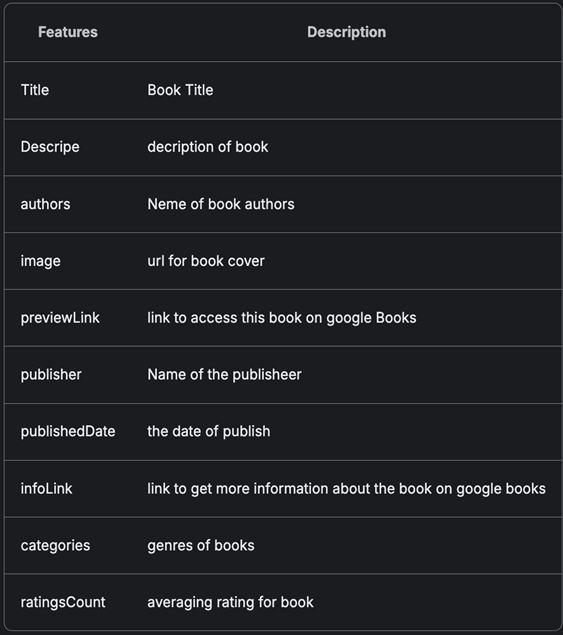 Features Description
Title Book Title
Descripe decription of book
authors Neme of book authors
image url for book cover
previewLink link to access this book on google Books
publisher Name of the publisheer
publishedDate the date of publish
infoLink link to get more information about the book on google books
categories genres of books
ratingsCount averaging rating for book